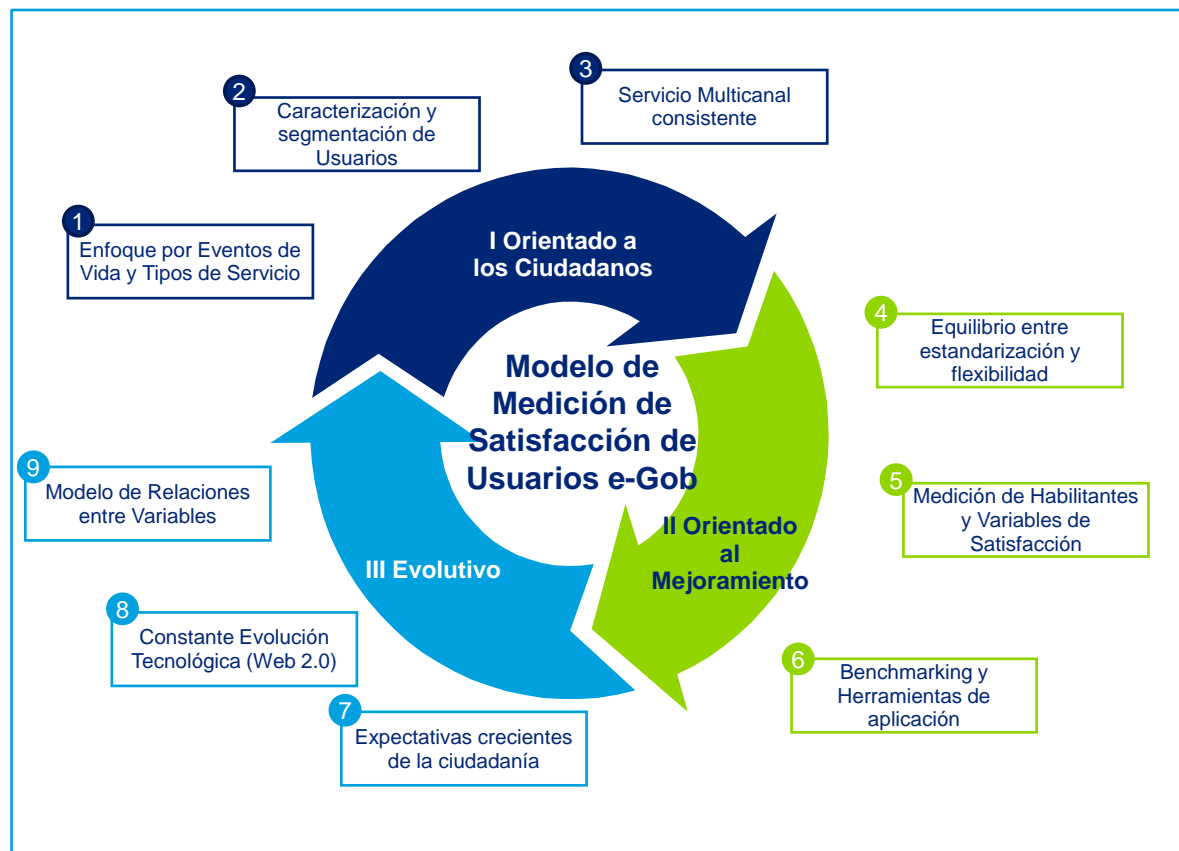 1
Enfoque por Eventos de
Vida y Tipos de Servicio
2
Caracterización y
segmentación de
Usuarios
3
Servicio Multicanal
consistente
I Orientado a
los Ciudadanos
Modelo de
Medición de
Satisfacción de
Usuarios e-Gob
4
Equilibrio entre
estandarización y
flexibilidad
5
Medición de Habilitantes
y Variables de
Satisfacción
II Orientado
al
Mejoramiento
6
Benchmarking y
Herramientas de
aplicación
III Evolutivo
7
Expectativas crecientes
de la ciudadanía
8
Constante Evolución
Tecnológica (Web 2.0)
9
Modelo de Relaciones
entre Variables